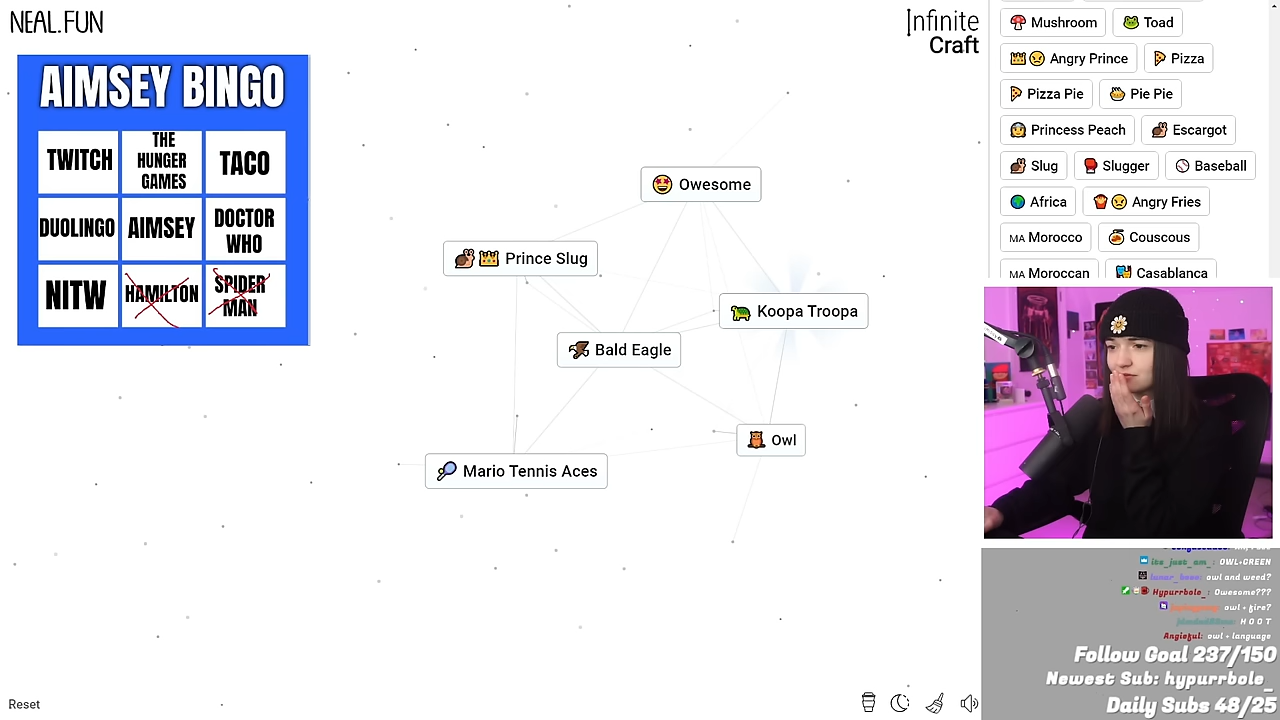 NEAL.FUN
Infinite
Craft
AIMSEY BINGO
TWITCH
THE
HUNGER
GAMES
TACO
DUOLINGO
AIMSEY
DOCTOR
WHO
NITW
HAMILTON
SPIDER
MAN
Owesome
Prince Slug
Koopa Troopa
Bald Eagle
Owl
Mario Tennis Aces
Mushroom
Toad
Angry Prince
Pizza
Pizza Pie
Pie Pie
Princess Peach
Escargot
Slug
Slugger
Baseball
Africa
Angry Fries
MA Morocco
Couscous
MA Moroccan
Casablanca
its_just_am_: OWL+GREEN
owl and weed?
Hypurrbole_: Owesome???
owl + fire?
H O O T
Angieful: owl + language
Follow Goal 237/150
Newest Sub: hypurrbole_
Daily Subs 48/25
Reset